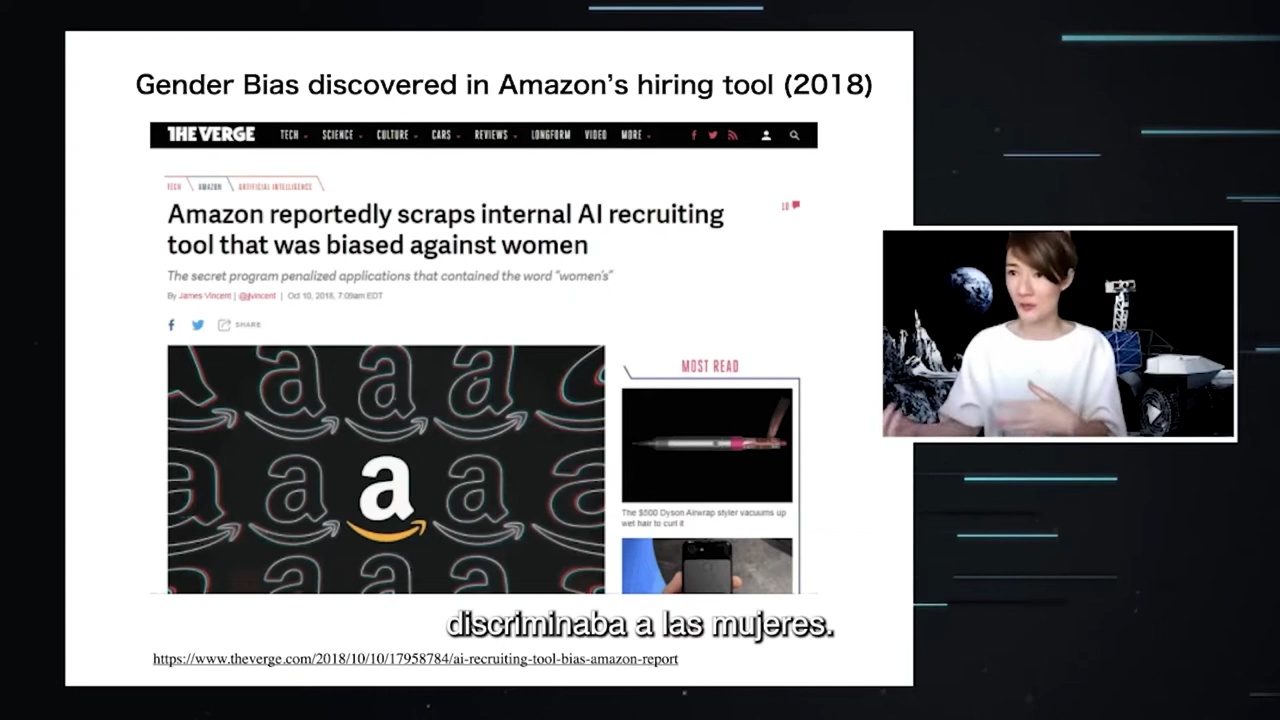 Gender Bias discovered in Amazon's hiring tool (2018)
THE VERGE TECH SCIENCE CULTURE CARS REVIEWS LONGFORM VIDEO MORE
TECH AMAZON ARTIFICIAL INTELLIGENCE
Amazon reportedly scraps internal AI recruiting
tool that was biased against women
18
The secret program penalized applications that contained the word "women's"
By James Vincent | @jjvincent | Oct 10, 2018, 7:09am EDT
SHARE
MOST READ
The $500 Dyson Airwrap styler vacuums up
wet hair to curl it
discriminaba a las mujeres.
https://www.theverge.com/2018/10/10/17958784/ai-recruiting-tool-bias-amazon-report